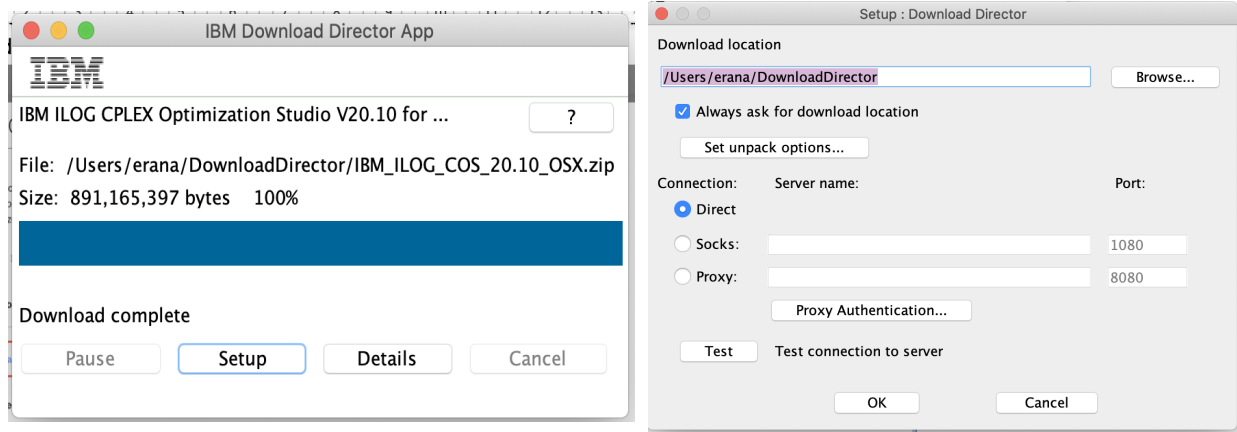 IBM Download Director App
IBM
IBM ILOG CPLEX Optimization Studio V20.10 for ...
?
File: /Users/erana/DownloadDirector/IBM_ILOG_COS_20.10_OSX.zip
Size: 891,165,397 bytes 100%
Download complete
Pause Setup Details Cancel
Setup : Download Director
Download location
/Users/erana/DownloadDirector Browse...
Always ask for download location
Set unpack options...
Connection: Server name: Port:
Direct
Socks: 1080
Proxy: 8080
Proxy Authentication...
Test Test connection to server
OK Cancel